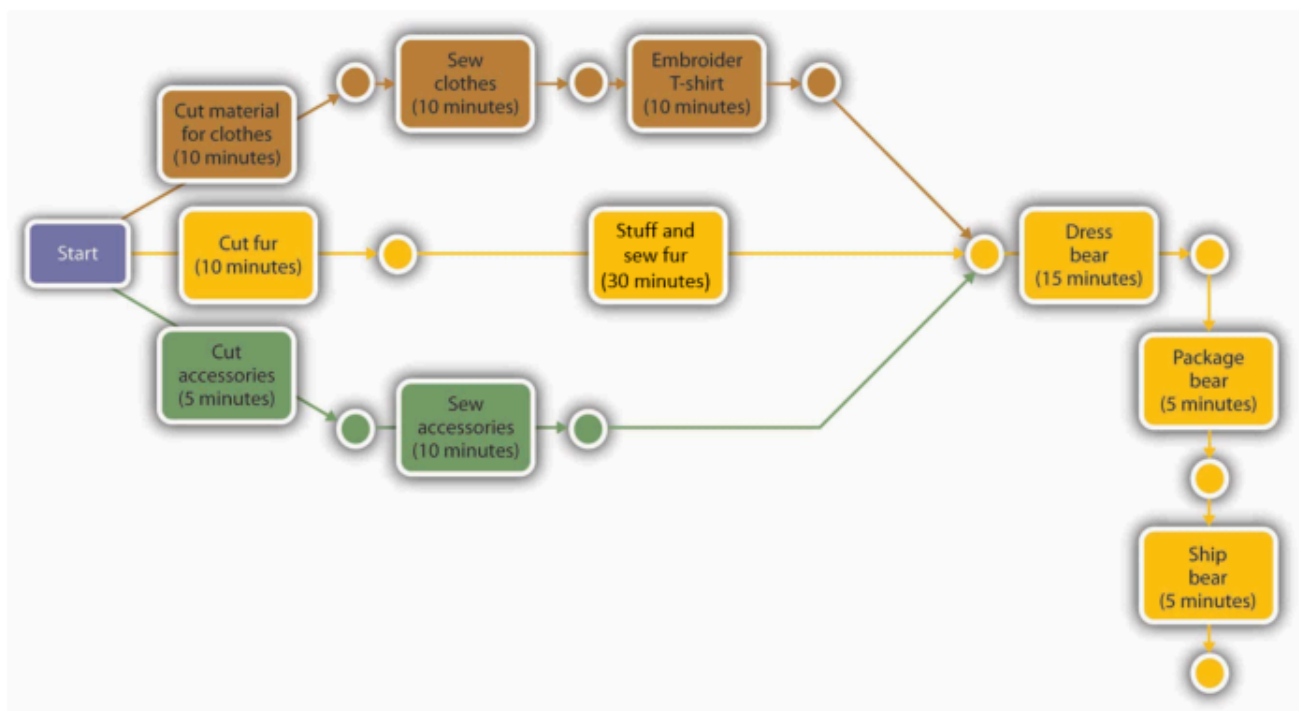 Sew
clothes
(10 minutes)
Embroider
T-shirt
(10 minutes)
Cut material
for clothes
(10 minutes)
Start
Cut fur
(10 minutes)
Stuff and
sew fur
(30 minutes)
Dress
bear
(15 minutes)
Cut
accessories
(5 minutes)
Sew
accessories
(10 minutes)
Package
bear
(5 minutes)
Ship
bear
(5 minutes)